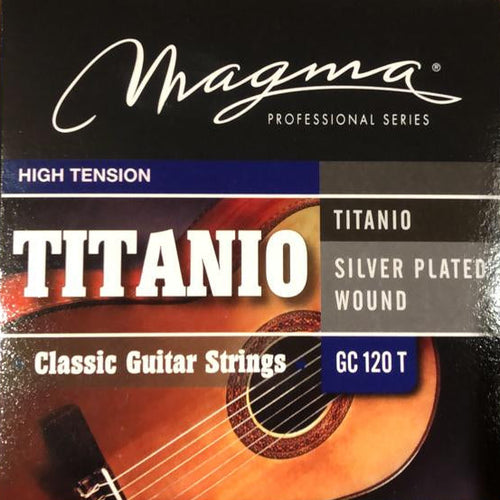 Magma®
PROFESSIONAL SERIES
HIGH TENSION
TITANIO
TITANIO
SILVER PLATED
WOUND
Classic Guitar Strings
GC 120 T